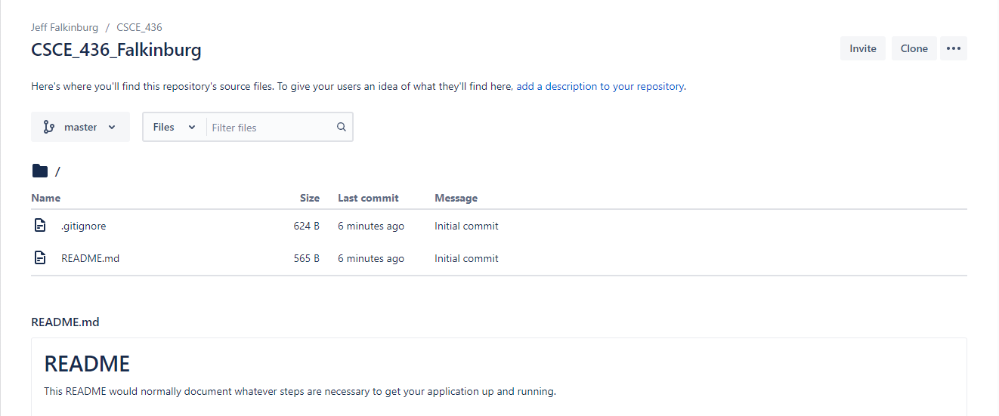 Jeff Falkinburg / CSCE_436
CSCE_436_Falkinburg
Invite Clone
Here's where you'll find this repository's source files. To give your users an idea of what they'll find here, add a description to your repository.
master Files Filter files
/
Name Size Last commit Message
.gitignore 624 B 6 minutes ago Initial commit
README.md 565 B 6 minutes ago Initial commit
README.md
README
This README would normally document whatever steps are necessary to get your application up and running.